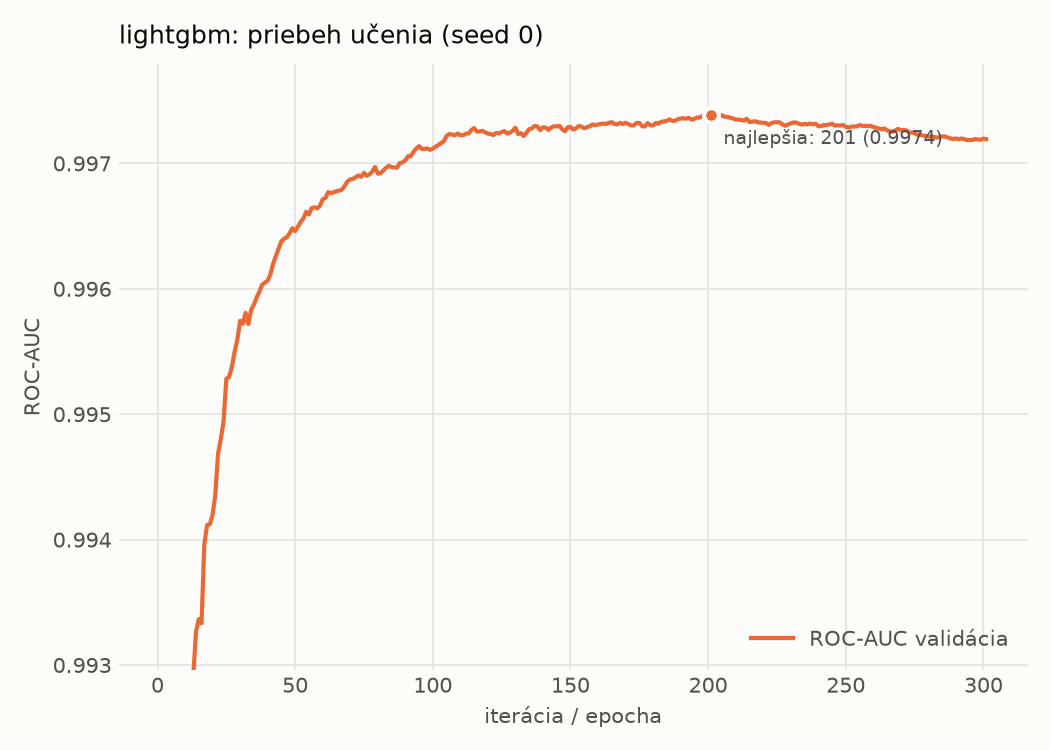 lightgbm: priebeh učenia (seed 0)
najlepšia: 201 (0.9974)
0.997
0.996
0.995
0.994
0.993
ROC-AUC
ROC-AUC validácia
0 50 100 150 200 250 300
iterácia / epocha